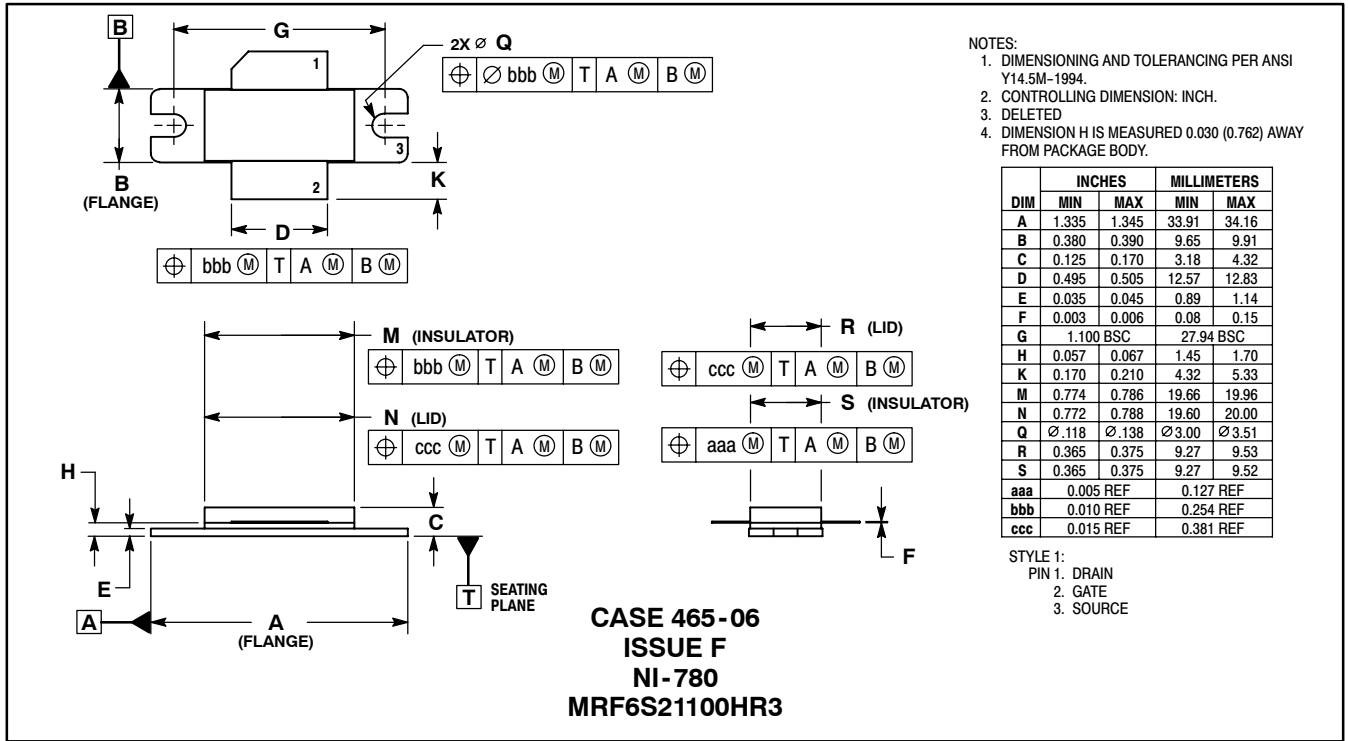 B
G
2X ⌀ Q
⌖ ⌀ bbb Ⓜ T A Ⓜ B Ⓜ
1
3
2
B
(FLANGE)
K
D
⌖ bbb Ⓜ T A Ⓜ B Ⓜ
M (INSULATOR)
⌖ bbb Ⓜ T A Ⓜ B Ⓜ
N (LID)
⌖ ccc Ⓜ T A Ⓜ B Ⓜ
R (LID)
⌖ ccc Ⓜ T A Ⓜ B Ⓜ
S (INSULATOR)
⌖ aaa Ⓜ T A Ⓜ B Ⓜ
H
C
E
F
T SEATING
PLANE
A
A
(FLANGE)
NOTES:
1. DIMENSIONING AND TOLERANCING PER ANSI
Y14.5M-1994.
2. CONTROLLING DIMENSION: INCH.
3. DELETED
4. DIMENSION H IS MEASURED 0.030 (0.762) AWAY
FROM PACKAGE BODY.
INCHES MILLIMETERS
DIM MIN MAX MIN MAX
A 1.335 1.345 33.91 34.16
B 0.380 0.390 9.65 9.91
C 0.125 0.170 3.18 4.32
D 0.495 0.505 12.57 12.83
E 0.035 0.045 0.89 1.14
F 0.003 0.006 0.08 0.15
G 1.100 BSC 27.94 BSC
H 0.057 0.067 1.45 1.70
K 0.170 0.210 4.32 5.33
M 0.774 0.786 19.66 19.96
N 0.772 0.788 19.60 20.00
Q ⌀.118 ⌀.138 ⌀3.00 ⌀3.51
R 0.365 0.375 9.27 9.53
S 0.365 0.375 9.27 9.52
aaa 0.005 REF 0.127 REF
bbb 0.010 REF 0.254 REF
ccc 0.015 REF 0.381 REF
STYLE 1:
PIN 1. DRAIN
2. GATE
3. SOURCE
CASE 465-06
ISSUE F
NI-780
MRF6S21100HR3